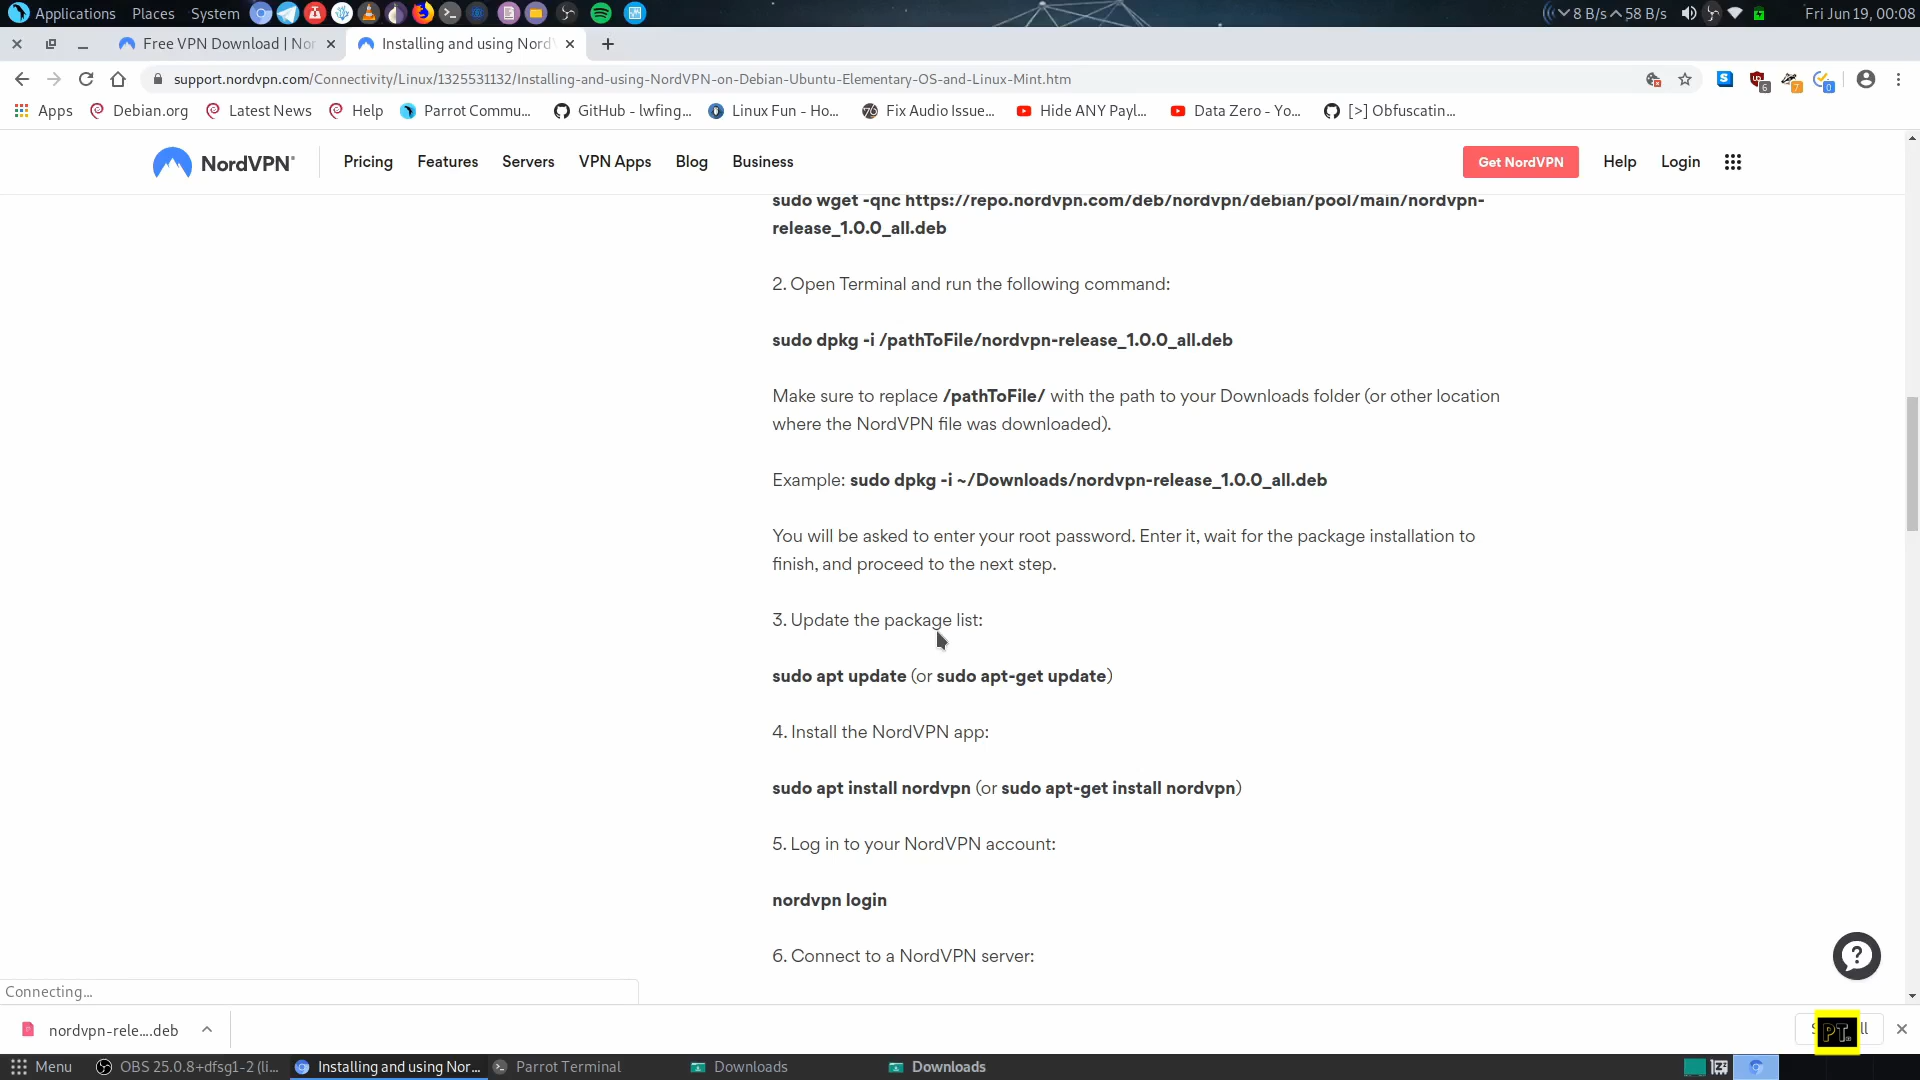 Applications Places System
8 B/s 58 B/s
Fri Jun 19, 00:08
Free VPN Download | Nor
Installing and using Nord
support.nordvpn.com/Connectivity/Linux/1325531132/Installing-and-using-NordVPN-on-Debian-Ubuntu-Elementary-OS-and-Linux-Mint.htm
6 7 0
Apps Debian.org Latest News Help Parrot Commu... GitHub - lwfing... Linux Fun - Ho... Fix Audio Issue... Hide ANY Payl... Data Zero - Yo... [>] Obfuscatin...
NordVPN® Pricing Features Servers VPN Apps Blog Business Get NordVPN Help Login
sudo wget -qnc https://repo.nordvpn.com/deb/nordvpn/debian/pool/main/nordvpn-
release_1.0.0_all.deb
2. Open Terminal and run the following command:
sudo dpkg -i /pathToFile/nordvpn-release_1.0.0_all.deb
Make sure to replace /pathToFile/ with the path to your Downloads folder (or other location
where the NordVPN file was downloaded).
Example: sudo dpkg -i ~/Downloads/nordvpn-release_1.0.0_all.deb
You will be asked to enter your root password. Enter it, wait for the package installation to
finish, and proceed to the next step.
3. Update the package list:
sudo apt update (or sudo apt-get update)
4. Install the NordVPN app:
sudo apt install nordvpn (or sudo apt-get install nordvpn)
5. Log in to your NordVPN account:
nordvpn login
6. Connect to a NordVPN server:
Connecting...
nordvpn-rele....deb
PT
Menu OBS 25.0.8+dfsg1-2 (li... Installing and using Nor... Parrot Terminal Downloads Downloads